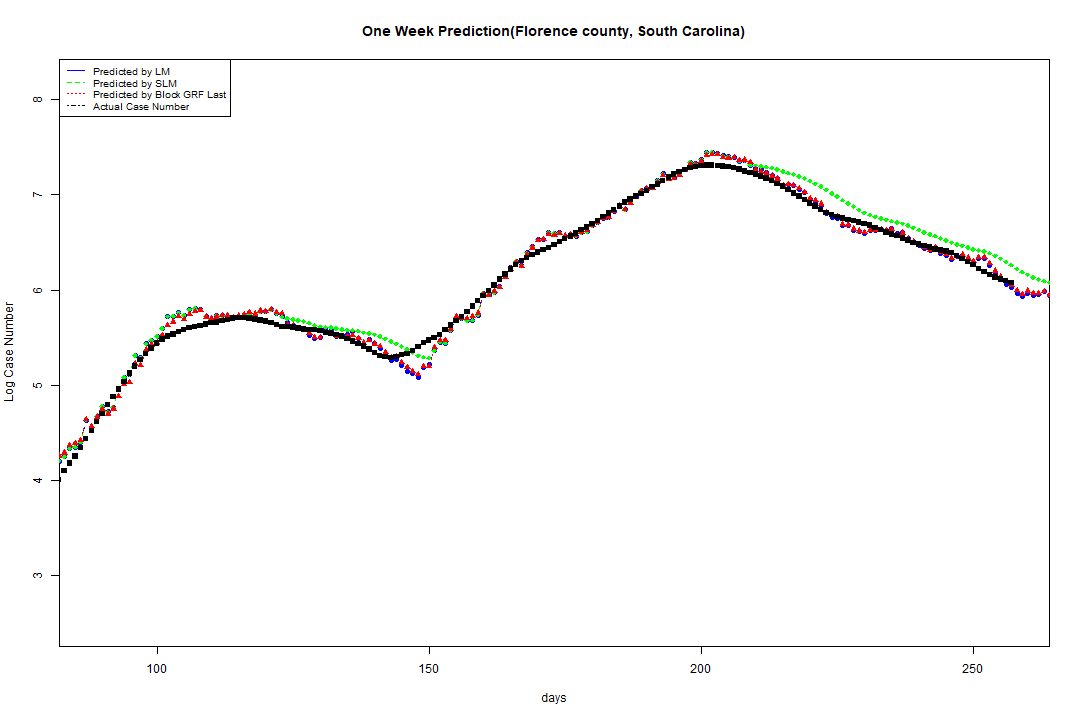 One Week Prediction(Florence county, South Carolina)
Predicted by LM
Predicted by SLM
Predicted by Block GRF Last
Actual Case Number
8
7
6
5
4
3
Log Case Number
100 150 200 250
days